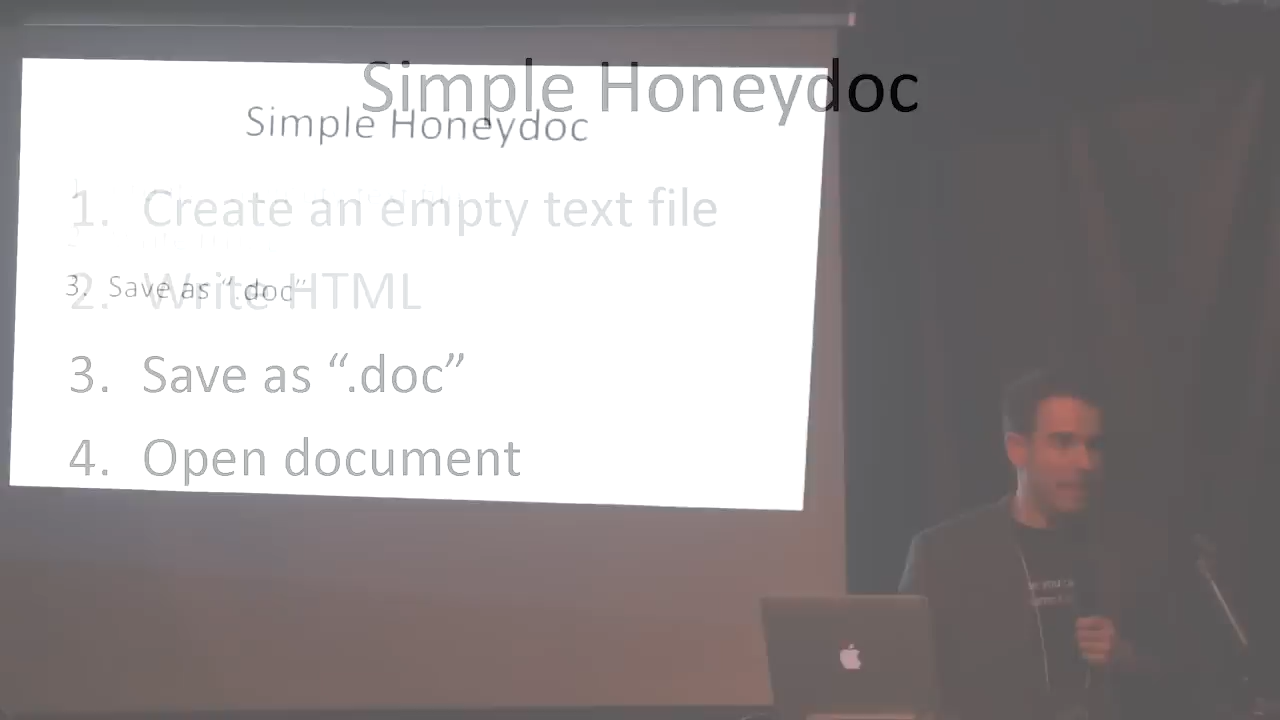 Simple Honeydoc
Simple Honeydoc
1. Create an empty text file
2. Write HTML
3. Save as “.doc”
3. Save as “.doc”
4. Open document